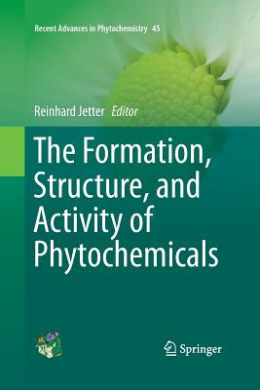 Recent Advances in Phytochemistry 45
Reinhard Jetter Editor
The Formation,
Structure, and
Activity of
Phytochemicals
Springer